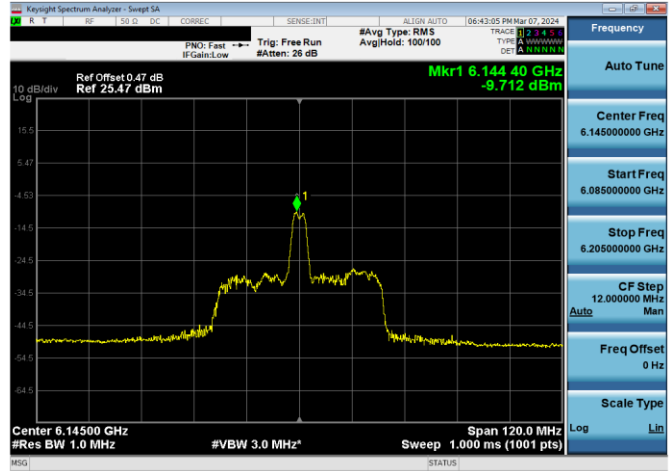 Keysight Spectrum Analyzer - Swept SA
R T RF 50 Ω DC CORREC SENSE:INT ALIGN AUTO 06:43:05 PM Mar 07, 2024
Frequency
#Avg Type: RMS
TRACE 1 2 3 4 5 6
PNO: Fast Trig: Free Run Avg|Hold: 100/100 TYPE A WWWWW
IFGain:Low #Atten: 26 dB DET A N N N N N
Auto Tune
Mkr1 6.144 40 GHz
Ref Offset 0.47 dB
10 dB/div Ref 25.47 dBm -9.712 dBm
Log
Center Freq
6.145000000 GHz
15.5
5.47
Start Freq
6.085000000 GHz
-4.53
1
-14.5
Stop Freq
6.205000000 GHz
-24.5
-34.5
CF Step
12.000000 MHz
Auto Man
-44.5
-54.5
Freq Offset
0 Hz
-64.5
Scale Type
Center 6.14500 GHz Span 120.0 MHz
Log Lin
#Res BW 1.0 MHz #VBW 3.0 MHz* Sweep 1.000 ms (1001 pts)
MSG STATUS